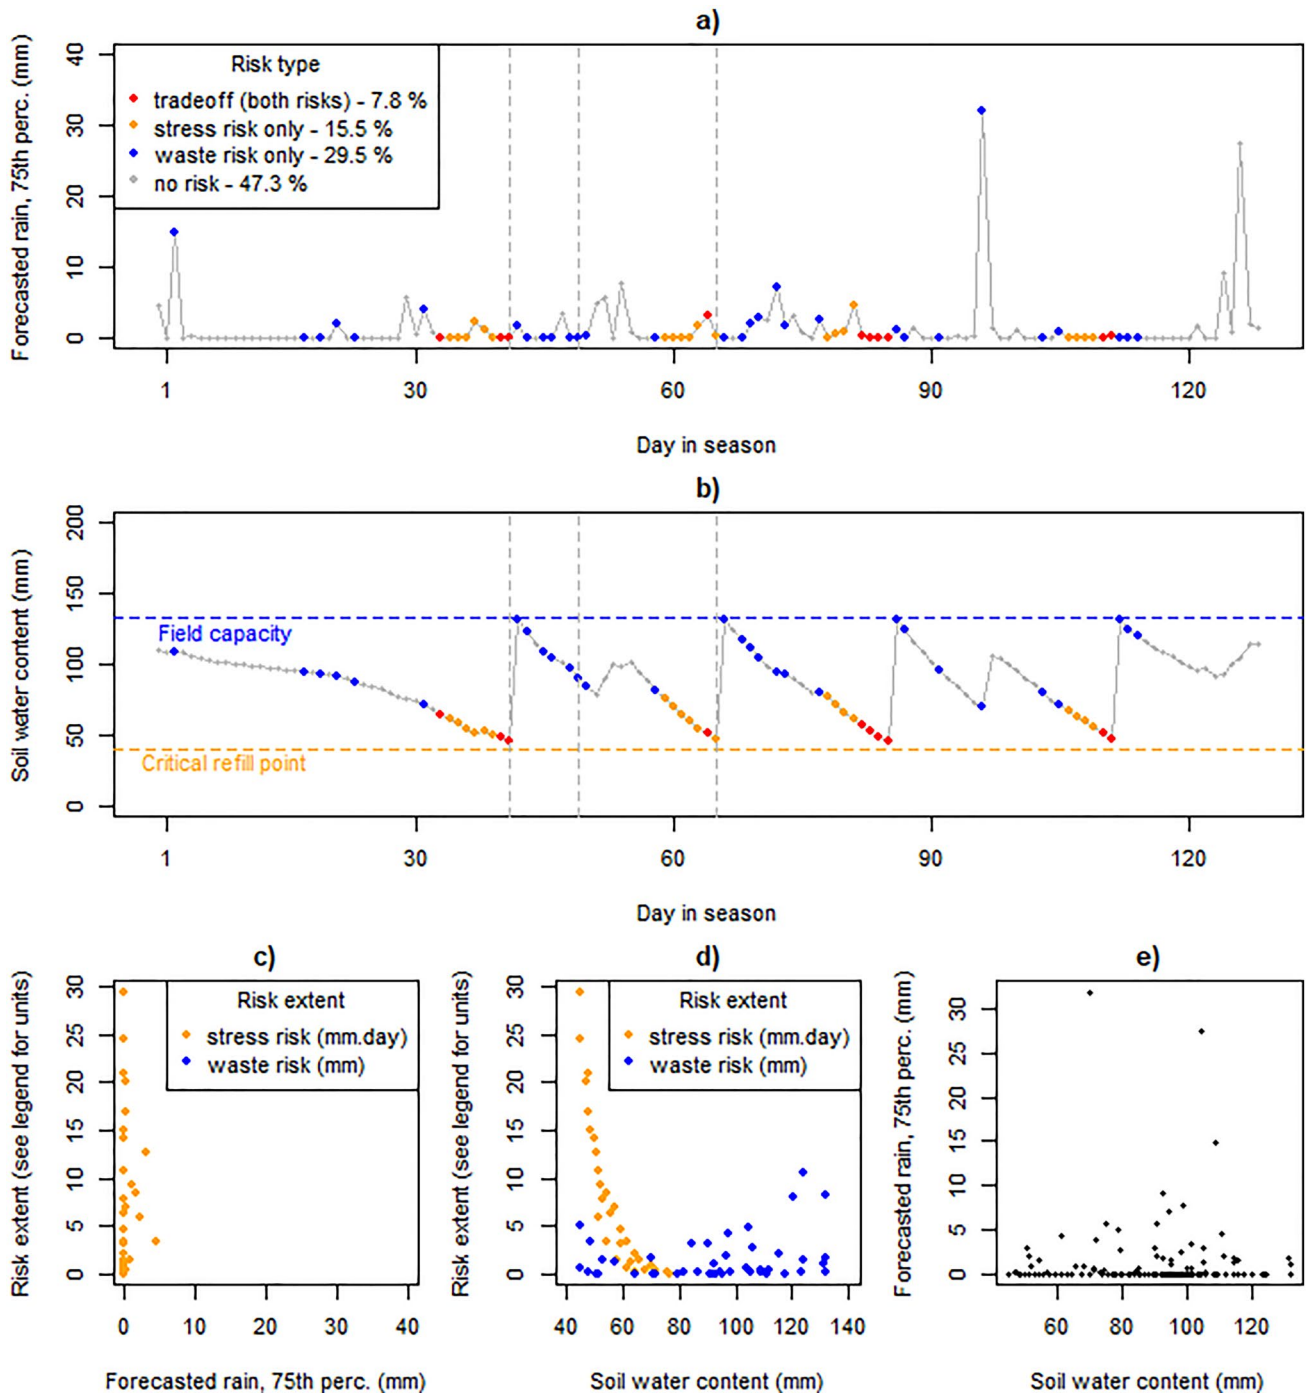 a)
Forecasted rain, 75th perc. (mm)
0 10 20 30 40
Risk type
tradeoff (both risks) - 7.8 %
stress risk only - 15.5 %
waste risk only - 29.5 %
no risk - 47.3 %
1 30 60 90 120
Day in season
b)
Soil water content (mm)
0 50 100 150 200
Field capacity
Critical refill point
1 30 60 90 120
Day in season
c)
Risk extent (see legend for units)
0 5 10 15 20 25 30
Risk extent
stress risk (mm.day)
waste risk (mm)
0 10 20 30 40
Forecasted rain, 75th perc. (mm)
d)
Risk extent (see legend for units)
0 5 10 15 20 25 30
Risk extent
stress risk (mm.day)
waste risk (mm)
40 60 80 100 120 140
Soil water content (mm)
e)
Forecasted rain, 75th perc. (mm)
0 5 10 15 20 25 30
60 80 100 120
Soil water content (mm)